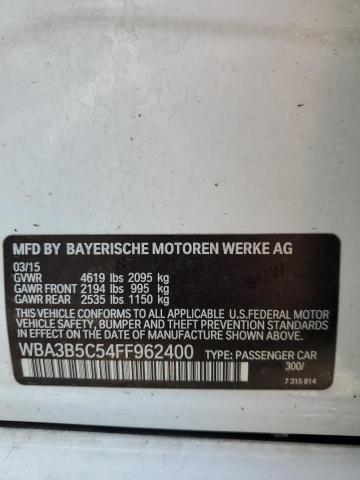 MFD BY BAYERISCHE MOTOREN WERKE AG
03/15
GVWR 4619 lbs 2095 kg
GAWR FRONT 2194 lbs 995 kg
GAWR REAR 2535 lbs 1150 kg
THIS VEHICLE CONFORMS TO ALL APPLICABLE
U.S.FEDERAL MOTOR
VEHICLE SAFETY, BUMPER AND THEFT
PREVENTION STANDARDS IN EFFECT ON
THE DATE OF MANUFACTURE SHOWN ABOVE.
WBA3B5C54FF962400 TYPE: PASSENGER CAR
300/
7 315 814